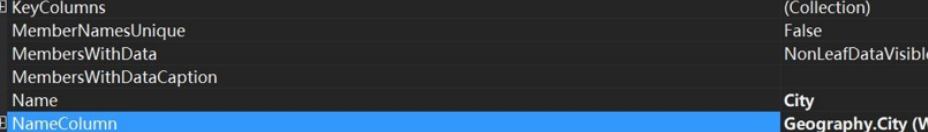 KeyColumns (Collection)
MemberNamesUnique False
MembersWithData NonLeafDataVisible
MembersWithDataCaption
Name City
NameColumn Geography.City (W